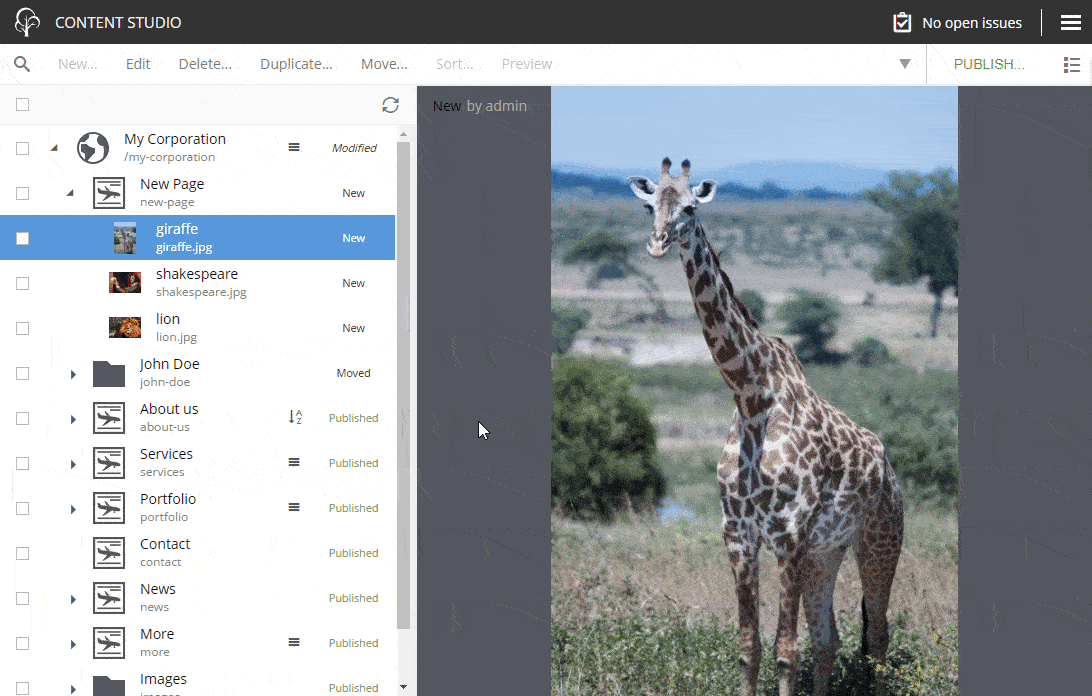 CONTENT STUDIO
No open issues
New... Edit Delete... Duplicate... Move... Sort... Preview PUBLISH...
New by admin
My Corporation
/my-corporation
Modified
New Page
new-page
New
giraffe
giraffe.jpg
New
shakespeare
shakespeare.jpg
New
lion
lion.jpg
New
John Doe
john-doe
Moved
About us
about-us
A
Z
Published
Services
services
Published
Portfolio
portfolio
Published
Contact
contact
Published
News
news
Published
More
more
Published
Images
images
Published